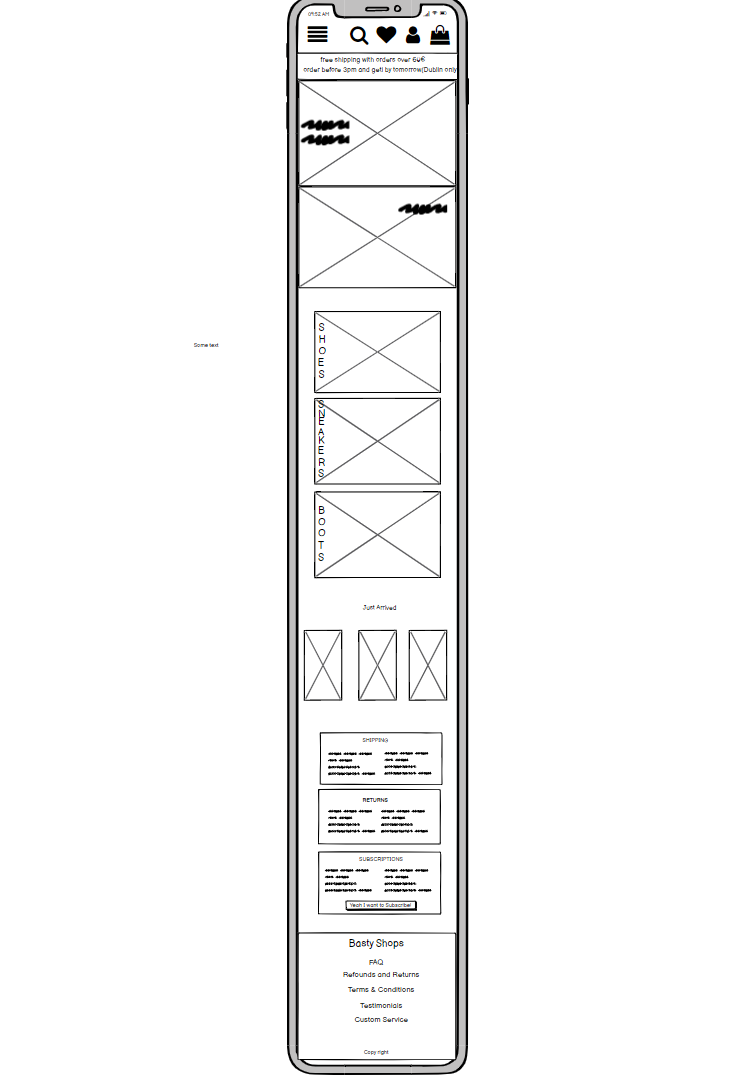 09:52 AM
free shipping with orders over 60€
order before 3pm and geti by tomorrow(Dublin only
SHOES
Some text
SNEAKERS
BOOTS
Just Arrived
SHIPPING
RETURNS
SUBSCRIPTIONS
Yeah I want to Subscribe!
Basty Shops
FAQ
Refounds and Returns
Terms & Conditions
Testimonials
Custom Service
Copy right